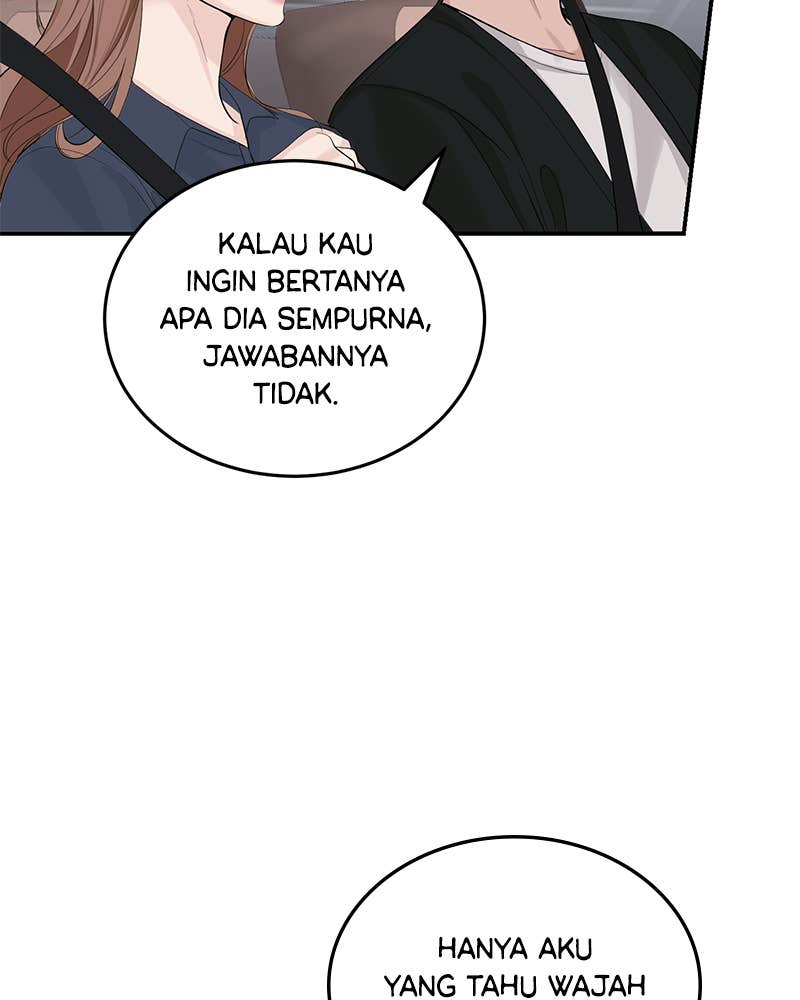 KALAU KAU
INGIN BERTANYA
APA DIA SEMPURNA,
JAWABANNYA
TIDAK.
HANYA AKU
YANG TAHU WAJAH